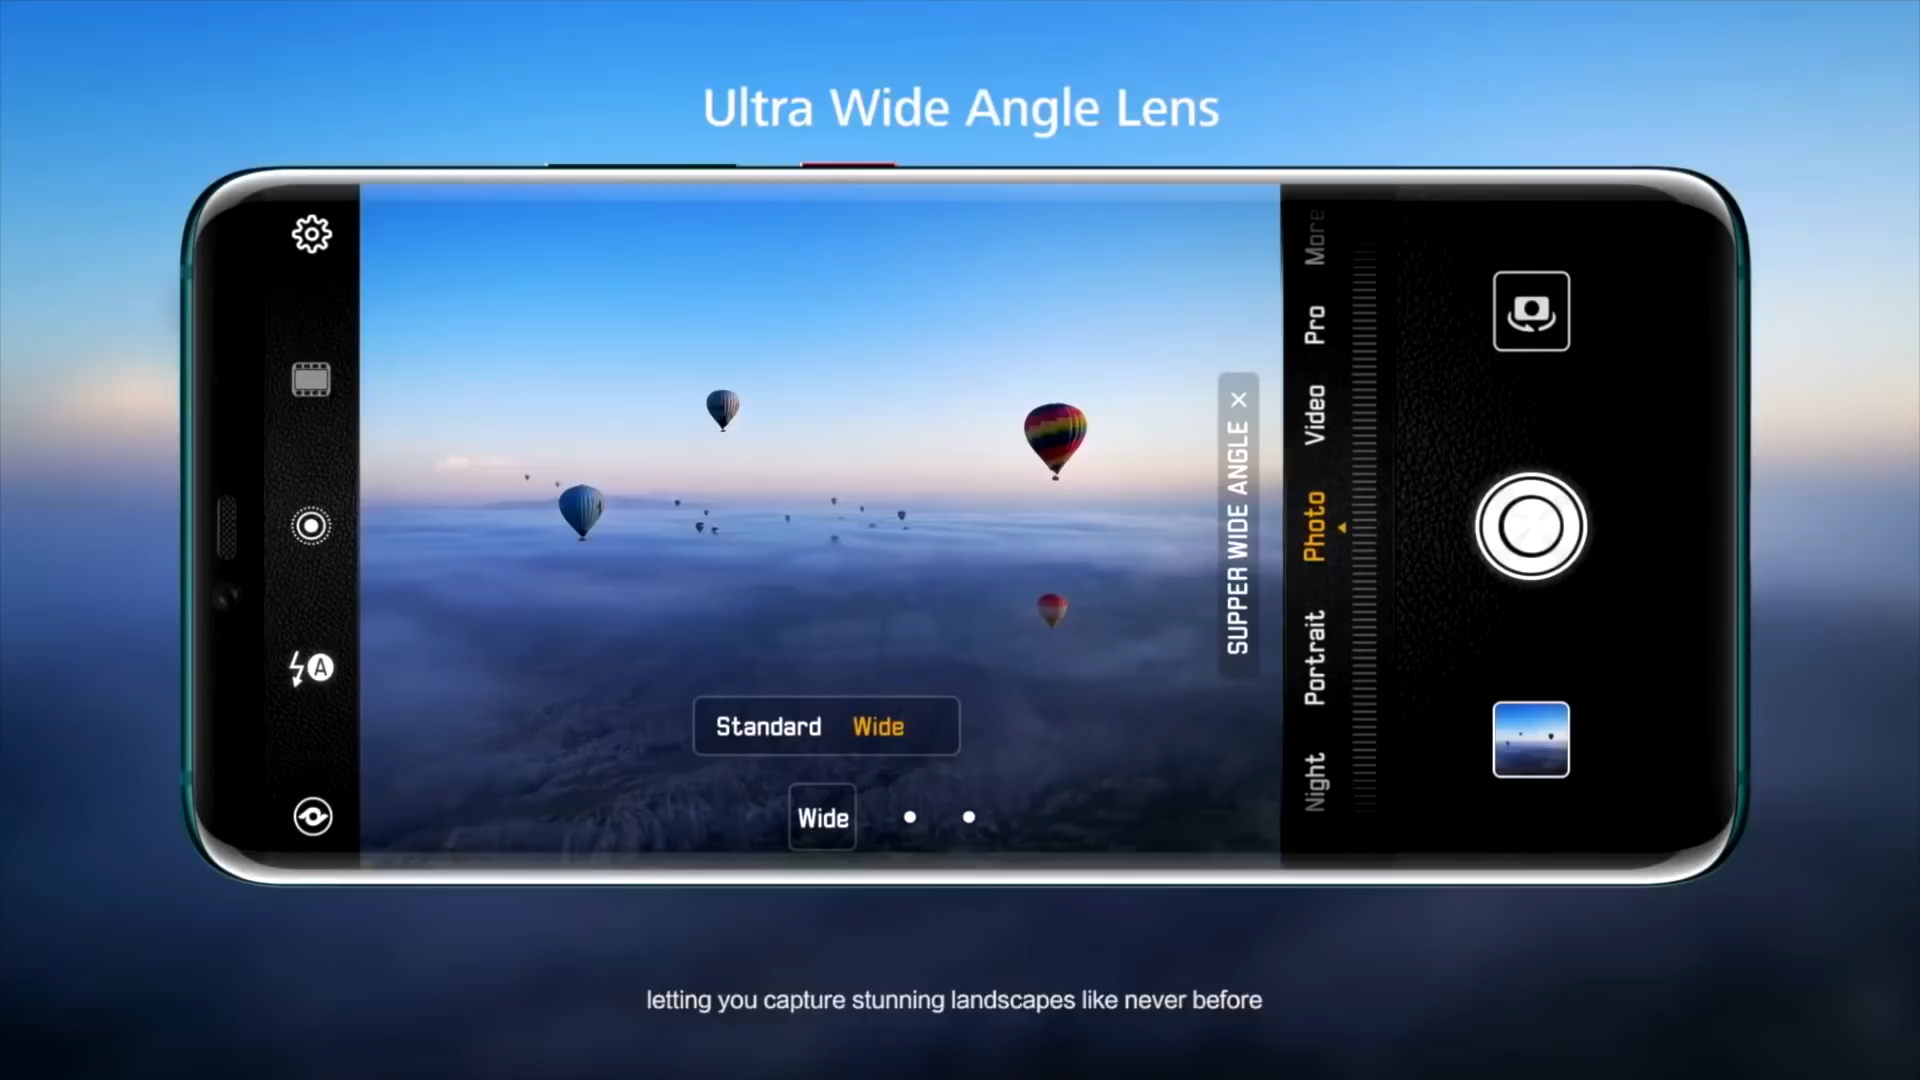 Ultra Wide Angle Lens
A
SUPPER WIDE ANGLE ×
More
Pro
Video
Photo
Portrait
Night
Standard Wide
Wide
letting you capture stunning landscapes like never before